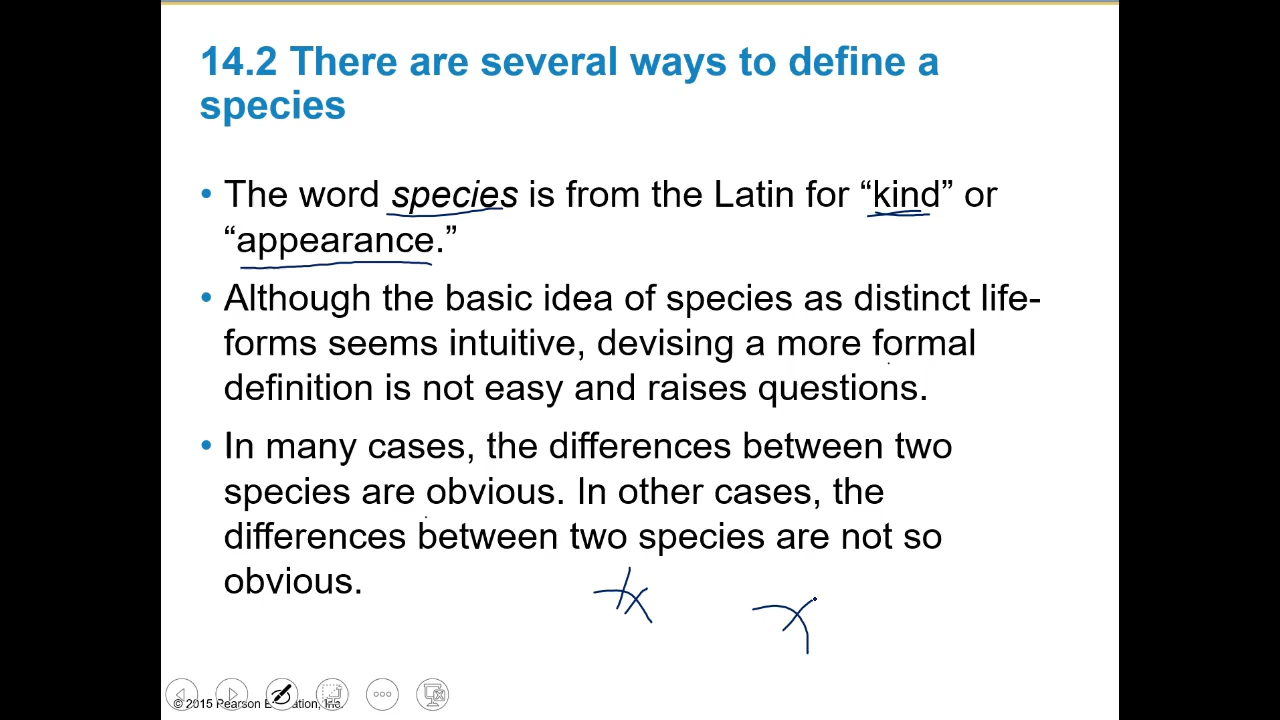 14.2 There are several ways to define a
species
• The word species is from the Latin for “kind” or
“appearance.”
• Although the basic idea of species as distinct life-
forms seems intuitive, devising a more formal
definition is not easy and raises questions.
• In many cases, the differences between two
species are obvious. In other cases, the
differences between two species are not so
obvious.
© 2015 Pearson Inc.